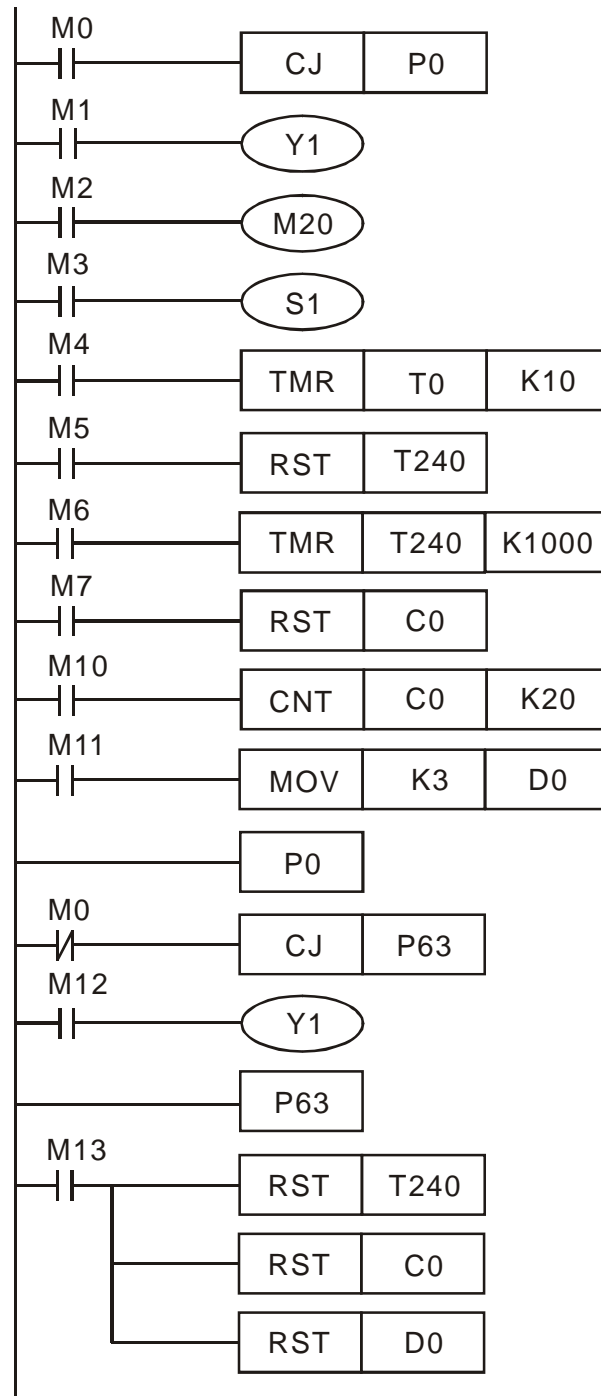 M0
CJ P0
M1
Y1
M2
M20
M3
S1
M4
TMR T0 K10
M5
RST T240
M6
TMR T240 K1000
M7
RST C0
M10
CNT C0 K20
M11
MOV K3 D0
P0
M0
CJ P63
M12
Y1
P63
M13
RST T240
RST C0
RST D0